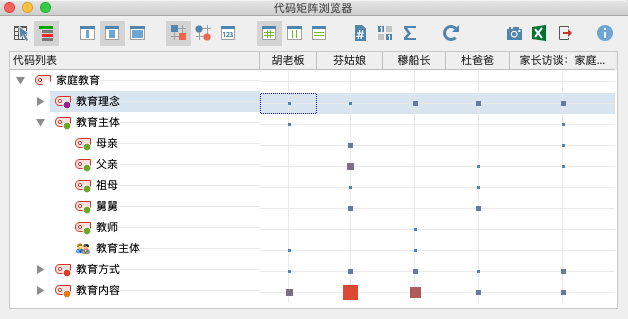 代码矩阵浏览器
123
代码列表 胡老板 芬姑娘 穆船长 杜爸爸 家长访谈：家庭...
家庭教育
教育理念
教育主体
母亲
父亲
祖母
舅舅
教师
教育主体
教育方式
教育内容